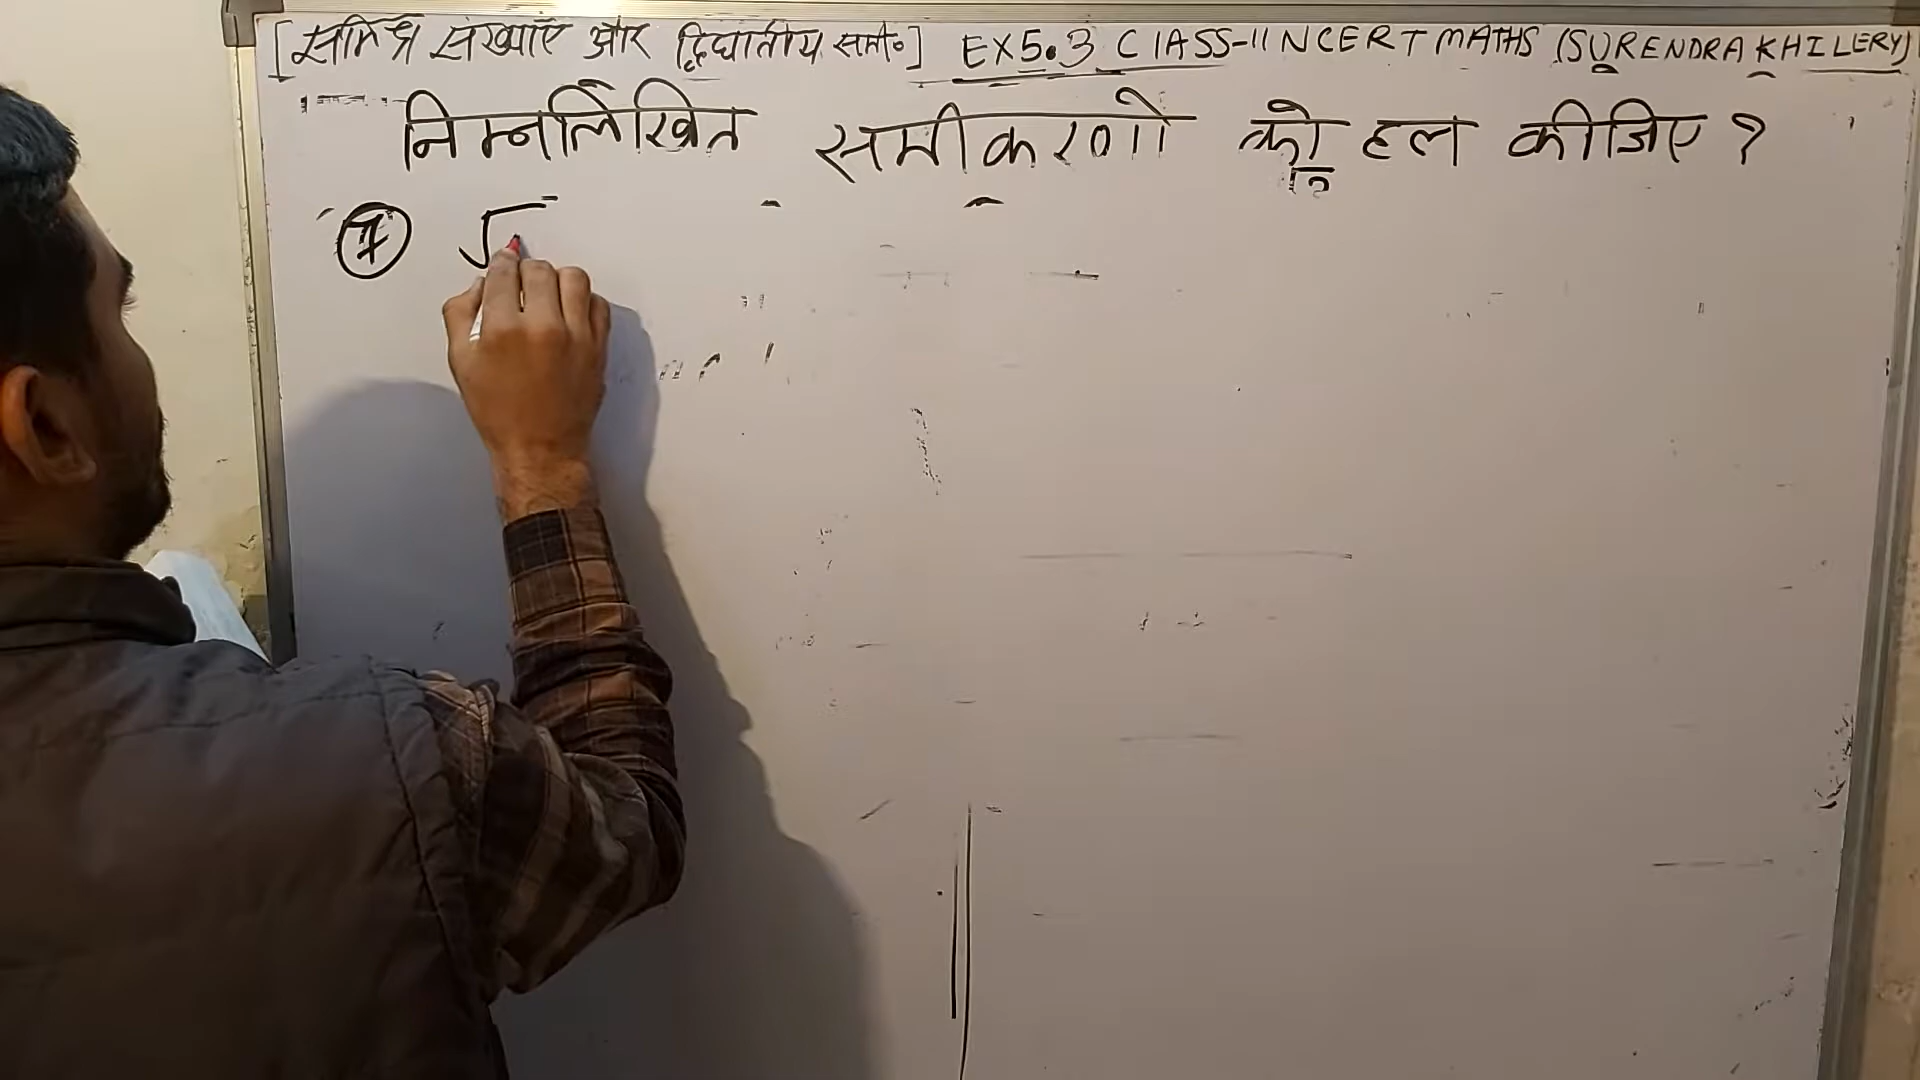 [सम्मिश्र संख्याएँ और द्विघातीय समी०] EX5.3 CLASS-11 NCERT MATHS (SURENDRA KHILERY)
निम्नलिखित समीकरणो को हल कीजिए ?
7 √